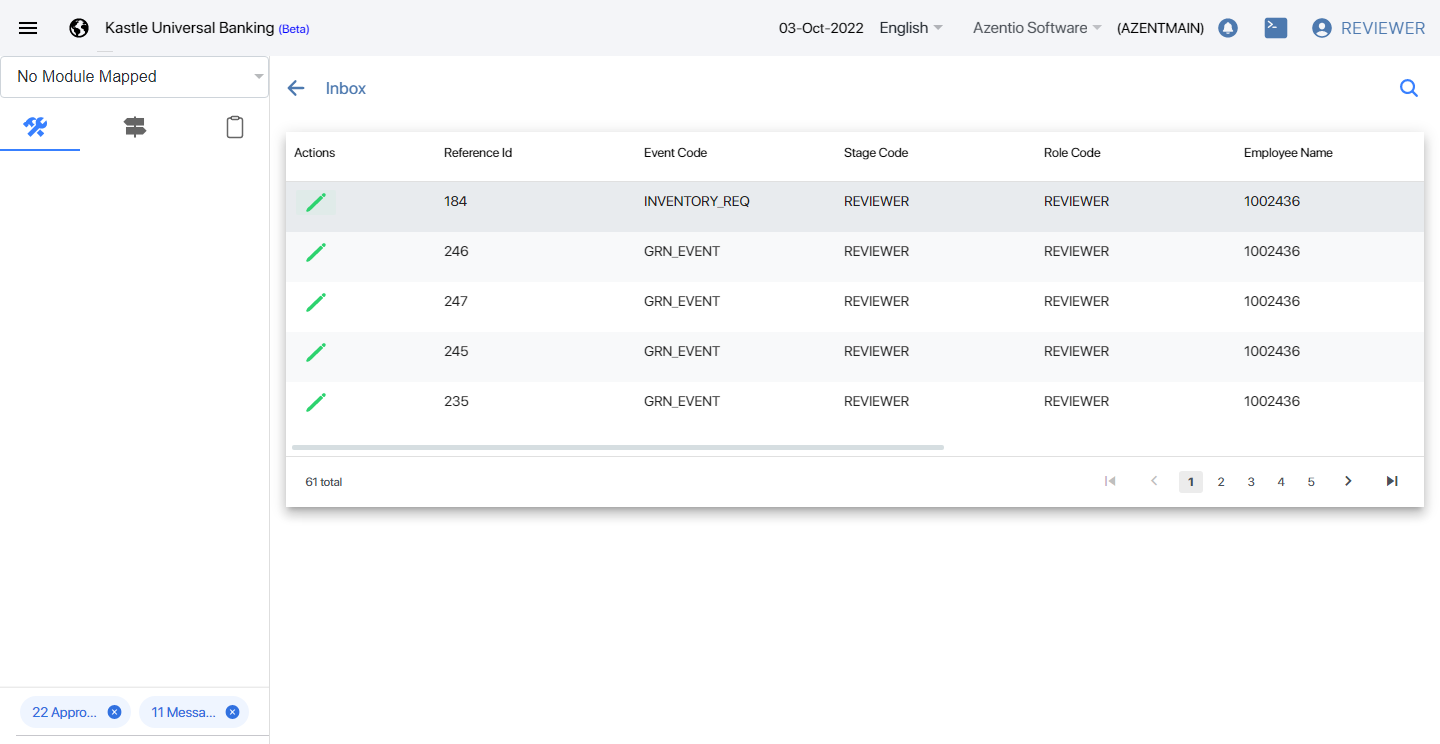 Kastle Universal Banking (Beta) 03-Oct-2022 English Azentio Software (AZENTMAIN) REVIEWER
No Module Mapped
Inbox
Actions Reference Id Event Code Stage Code Role Code Employee Name
184 INVENTORY_REQ REVIEWER REVIEWER 1002436
246 GRN_EVENT REVIEWER REVIEWER 1002436
247 GRN_EVENT REVIEWER REVIEWER 1002436
245 GRN_EVENT REVIEWER REVIEWER 1002436
235 GRN_EVENT REVIEWER REVIEWER 1002436
61 total 1 2 3 4 5
22 Appro... 11 Messa...